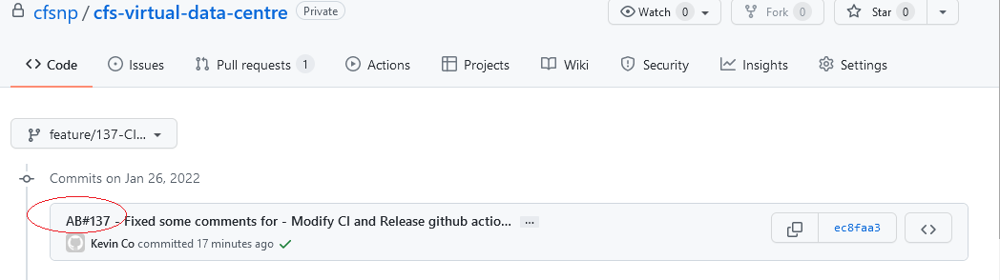 cfsnp / cfs-virtual-data-centre Private Watch 0 Fork 0 Star 0
Code Issues Pull requests 1 Actions Projects Wiki Security Insights Settings
feature/137-CI...
Commits on Jan 26, 2022
AB#137 - Fixed some comments for - Modify CI and Release github actio... ... ec8faa3
Kevin Co committed 17 minutes ago